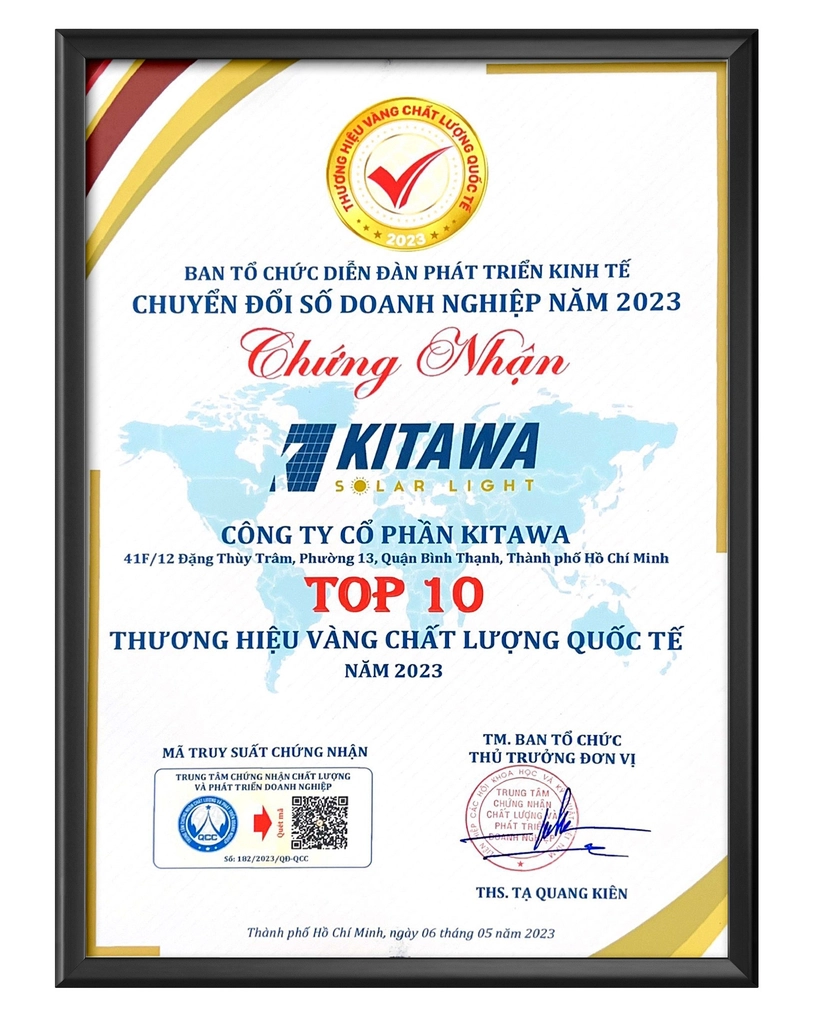 THƯƠNG HIỆU VÀNG CHẤT LƯỢNG QUỐC TẾ
2023
BAN TỔ CHỨC DIỄN ĐÀN PHÁT TRIỂN KINH TẾ
CHUYỂN ĐỔI SỐ DOANH NGHIỆP NĂM 2023
Chứng Nhận
KITAWA
SOLAR LIGHT
CÔNG TY CỔ PHẦN KITAWA
41F/12 Đặng Thùy Trâm, Phường 13, Quận Bình Thạnh, Thành phố Hồ Chí Minh
TOP 10
THƯƠNG HIỆU VÀNG CHẤT LƯỢNG QUỐC TẾ
NĂM 2023
MÃ TRUY SUẤT CHỨNG NHẬN
TRUNG TÂM CHỨNG NHẬN CHẤT LƯỢNG
VÀ PHÁT TRIỂN DOANH NGHIỆP
QCC
Quét mã
Số: 182/2023/QĐ-QCC
TM. BAN TỔ CHỨC
THỦ TRƯỞNG ĐƠN VỊ
TRUNG TÂM
CHỨNG NHẬN
CHẤT LƯỢNG VÀ
PHÁT TRIỂN
DOANH NGHIỆP
THS. TẠ QUANG KIÊN
Thành phố Hồ Chí Minh, ngày 06 tháng 05 năm 2023